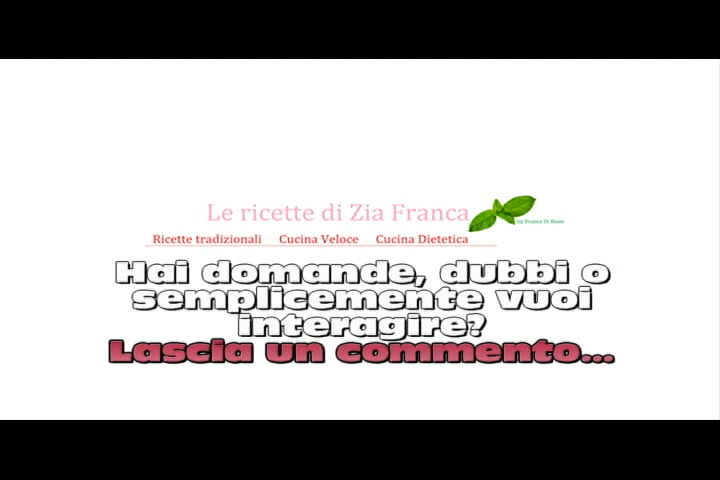 Le ricette di Zia Franca
by Franca Di Biase
Ricette tradizionali - Cucina Veloce - Cucina Dietetica
Hai domande, dubbi o
semplicemente vuoi
interagire?
Lascia un commento...